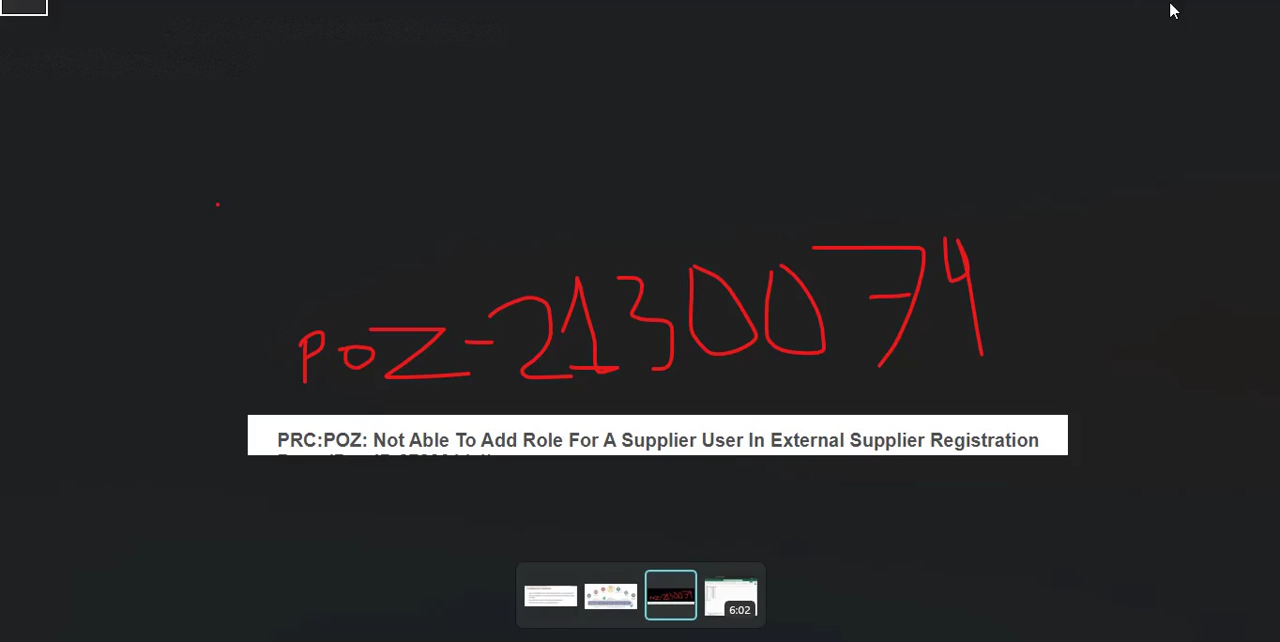 POZ-2130074
PRC:POZ: Not Able To Add Role For A Supplier User In External Supplier Registration
6:02